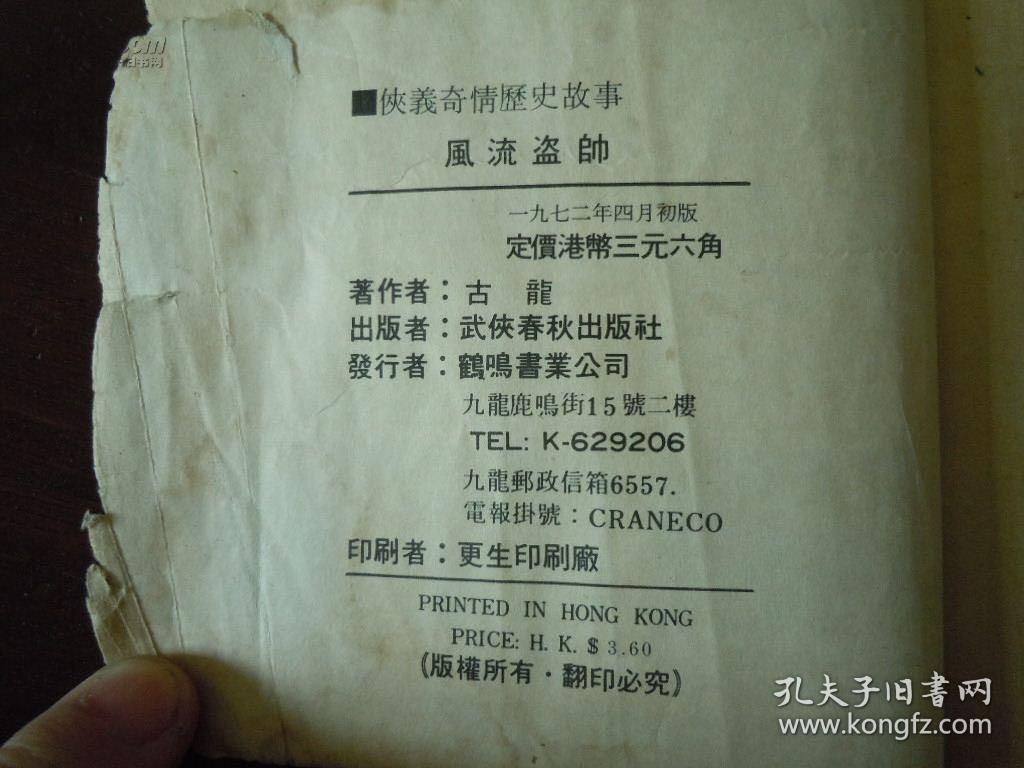 俠義奇情歷史故事
風流盜帥
一九七二年四月初版
定價港幣三元六角
著作者：古　龍
出版者：武俠春秋出版社
發行者：鶴鳴書業公司
九龍鹿鳴街15號二樓
TEL: K-629206
九龍郵政信箱6557.
電報掛號：CRANECO
印刷者：更生印刷廠
PRINTED IN HONG KONG
PRICE: H. K. $ 3.60
(版權所有・翻印必究)
孔夫子旧书网
www.kongfz.com